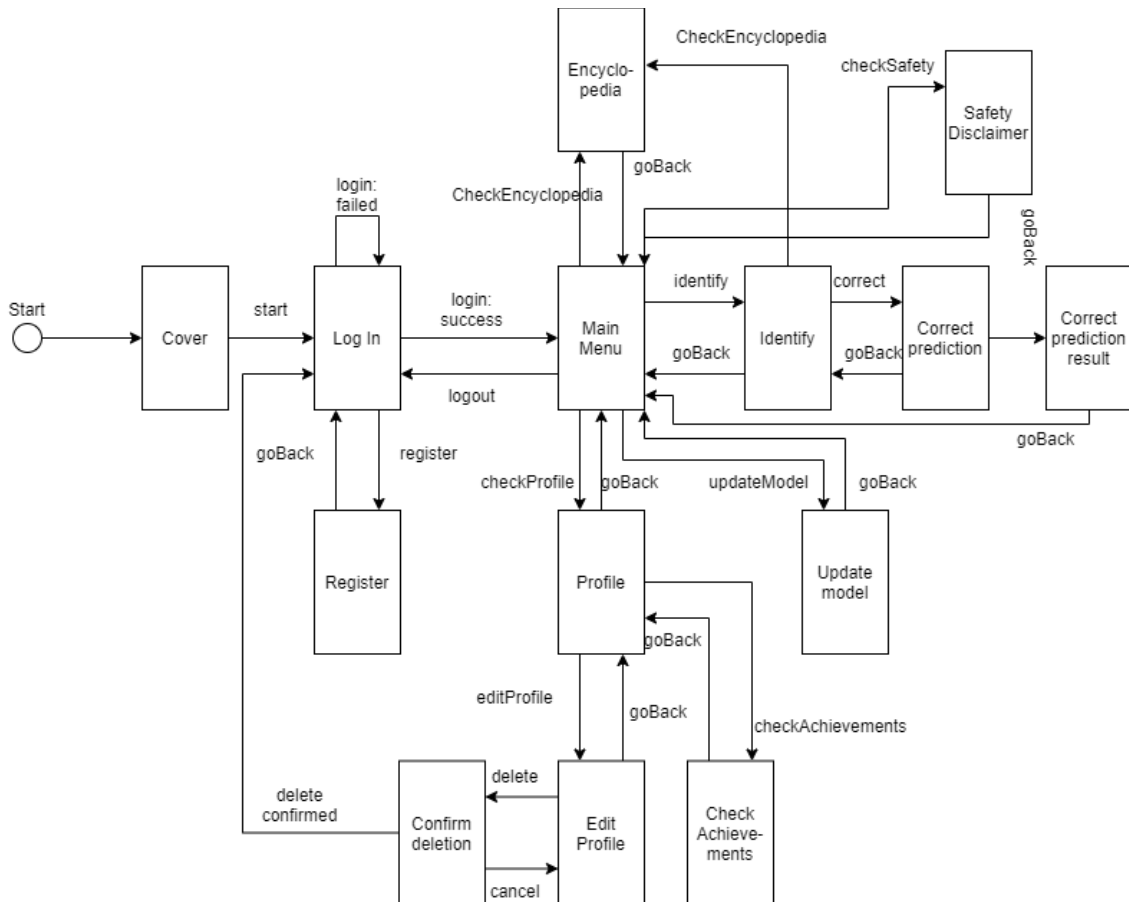 CheckEncyclopedia
Encyclo-
pedia
checkSafety
Safety
Disclaimer
goBack
login:
failed
CheckEncyclopedia
goBack
Start
Cover
start
Log In
login:
success
logout
Main
Menu
identify
goBack
Identify
correct
goBack
Correct
prediction
Correct
prediction
result
goBack
goBack
register
checkProfile
goBack
updateModel
goBack
Register
Profile
Update
model
goBack
editProfile
goBack
checkAchievements
delete
confirmed
Confirm
deletion
delete
cancel
Edit
Profile
Check
Achieve-
ments